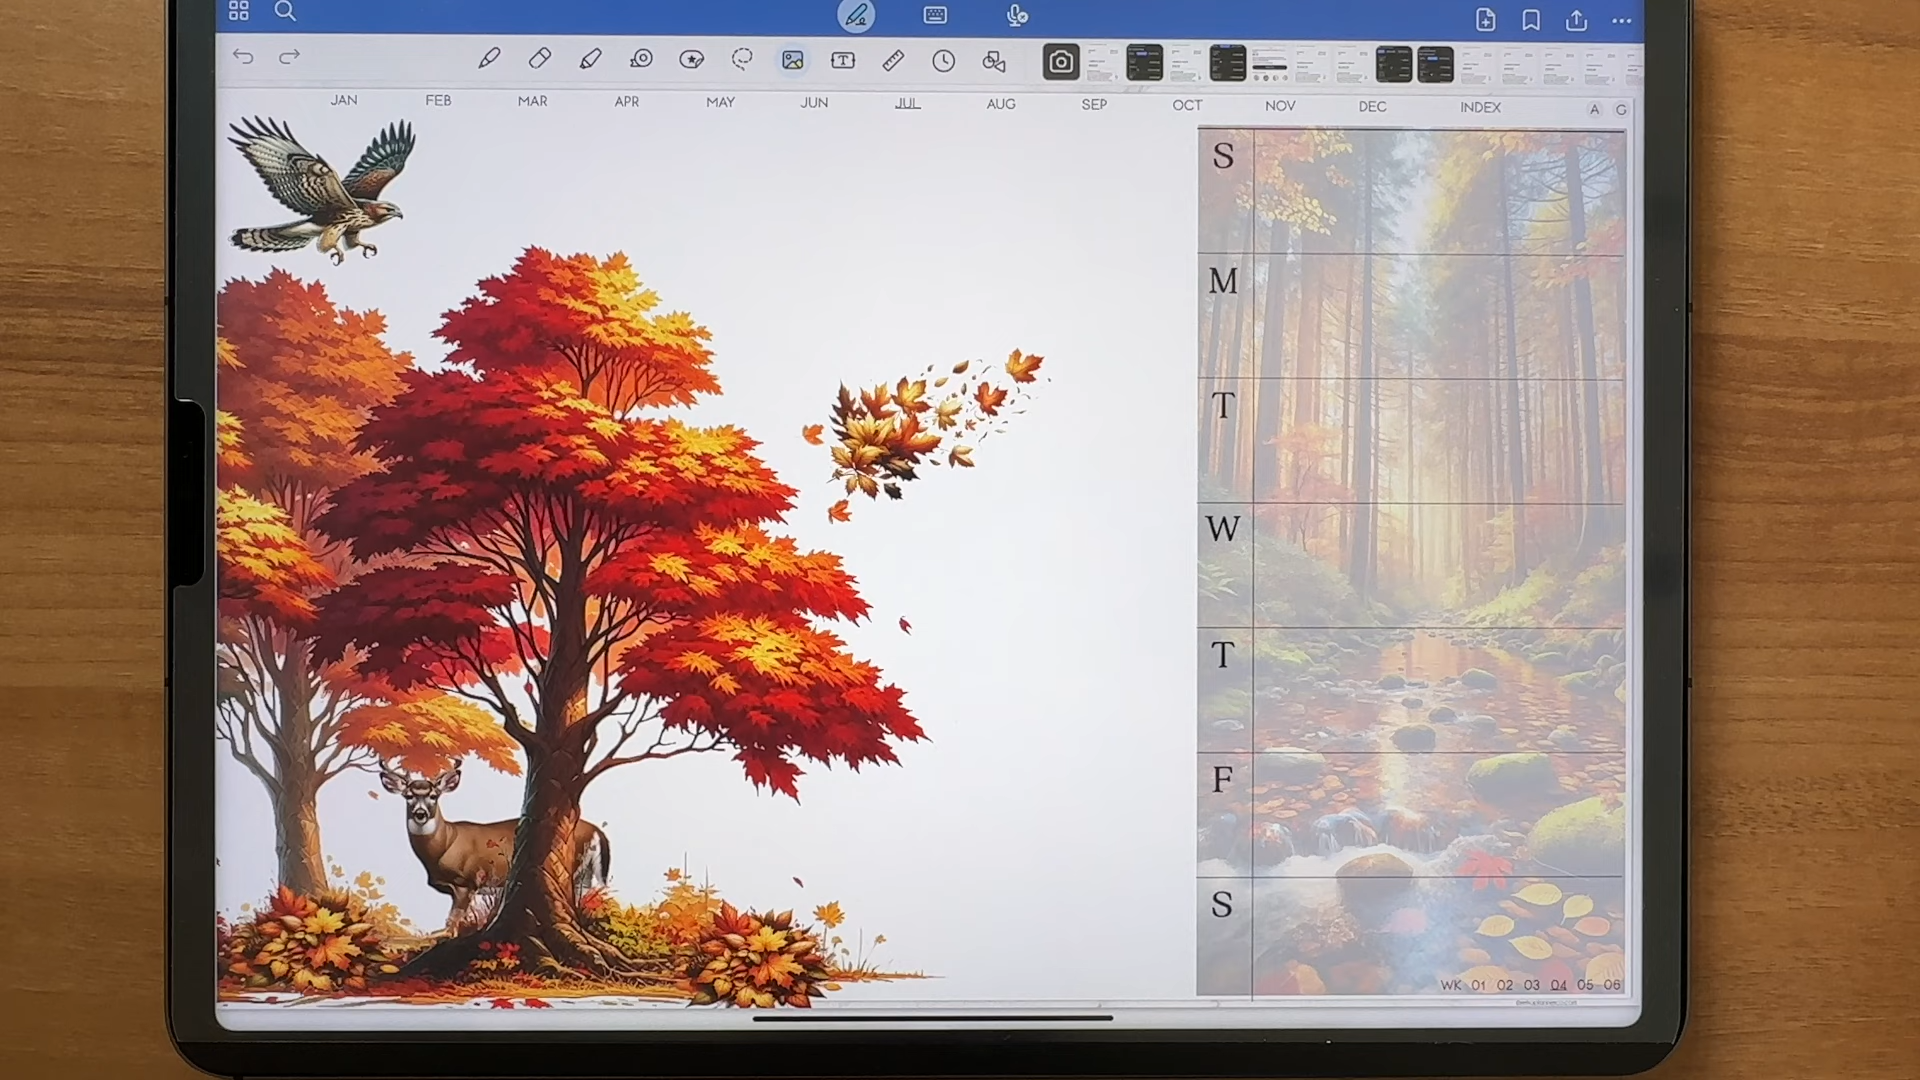 JAN FEB MAR APR MAY JUN JUL AUG SEP OCT NOV DEC INDEX A G
S
M
T
W
T
F
S
WK 01 02 03 04 05 06